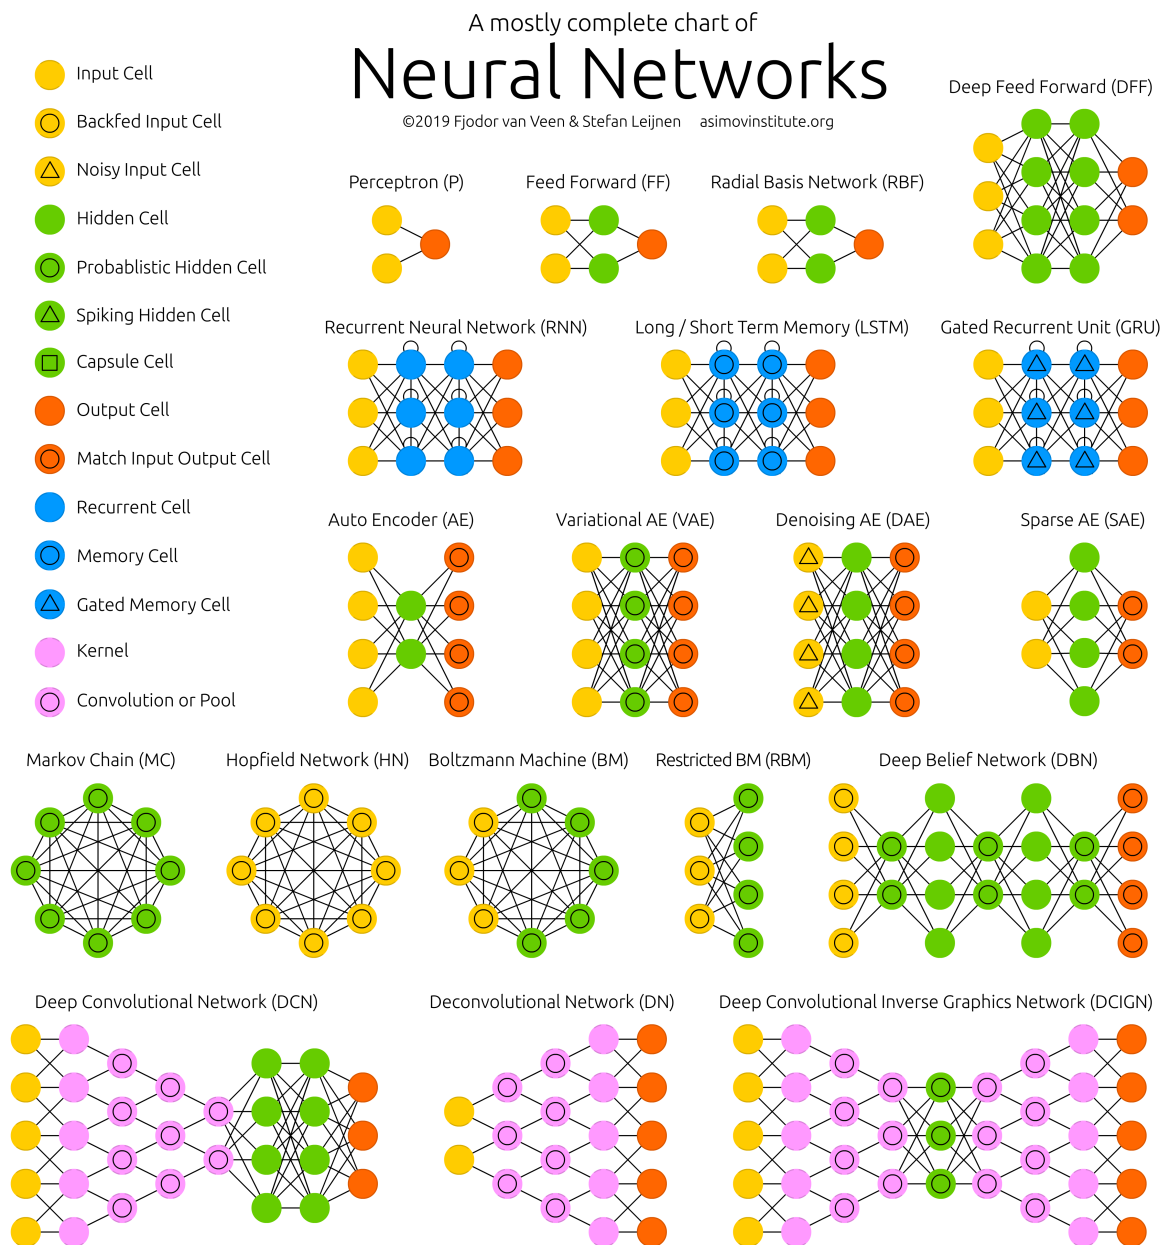 A mostly complete chart of
Neural Networks
©2019 Fjodor van Veen & Stefan Leijnen asimovinstitute.org
Input Cell
Backfed Input Cell
Noisy Input Cell
Hidden Cell
Probablistic Hidden Cell
Spiking Hidden Cell
Capsule Cell
Output Cell
Match Input Output Cell
Recurrent Cell
Memory Cell
Gated Memory Cell
Kernel
Convolution or Pool
Deep Feed Forward (DFF)
Perceptron (P)
Feed Forward (FF)
Radial Basis Network (RBF)
Recurrent Neural Network (RNN)
Long / Short Term Memory (LSTM)
Gated Recurrent Unit (GRU)
Auto Encoder (AE)
Variational AE (VAE)
Denoising AE (DAE)
Sparse AE (SAE)
Markov Chain (MC)
Hopfield Network (HN)
Boltzmann Machine (BM)
Restricted BM (RBM)
Deep Belief Network (DBN)
Deep Convolutional Network (DCN)
Deconvolutional Network (DN)
Deep Convolutional Inverse Graphics Network (DCIGN)